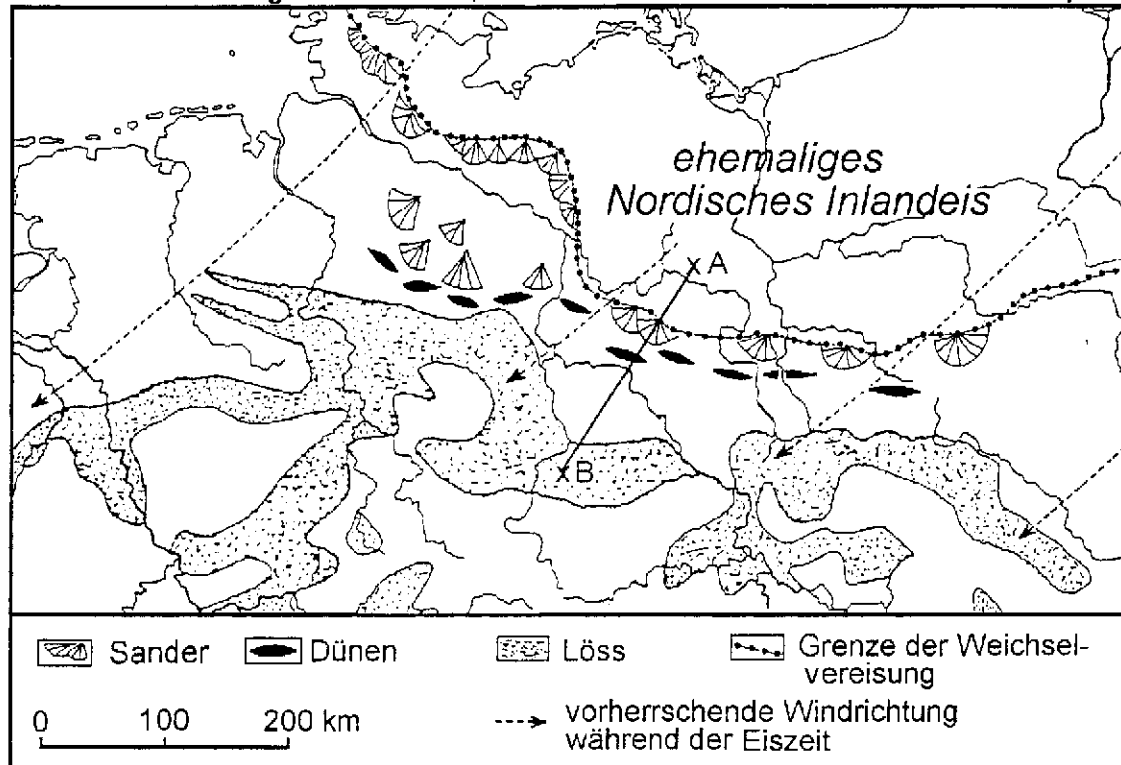 ehemaliges
Nordisches Inlandeis
A
B
Sander
Dünen
Löss
Grenze der Weichsel-
vereisung
0 100 200 km
vorherrschende Windrichtung
während der Eiszeit